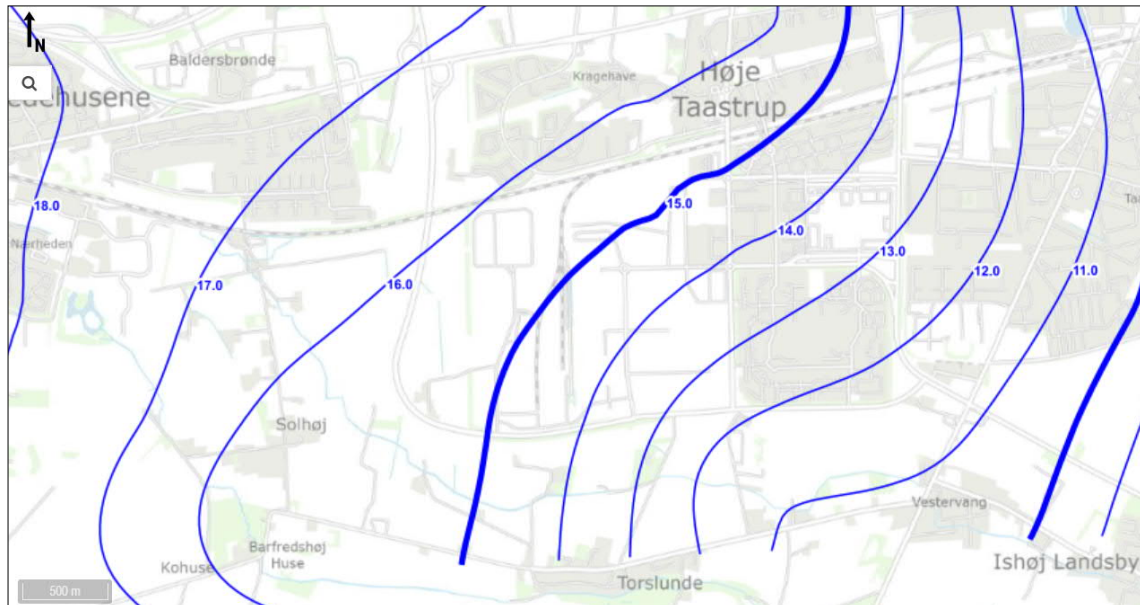 N
Baldersbrønde
Kragehave
Høje
Taastrup
edehusene
18.0
15.0
14.0
Nærheden
13.0
17.0
16.0
12.0
11.0
Solhøj
Vestervang
Barfredshøj
Huse
Kohuse
Torslunde
Ishøj Landsby
500 m